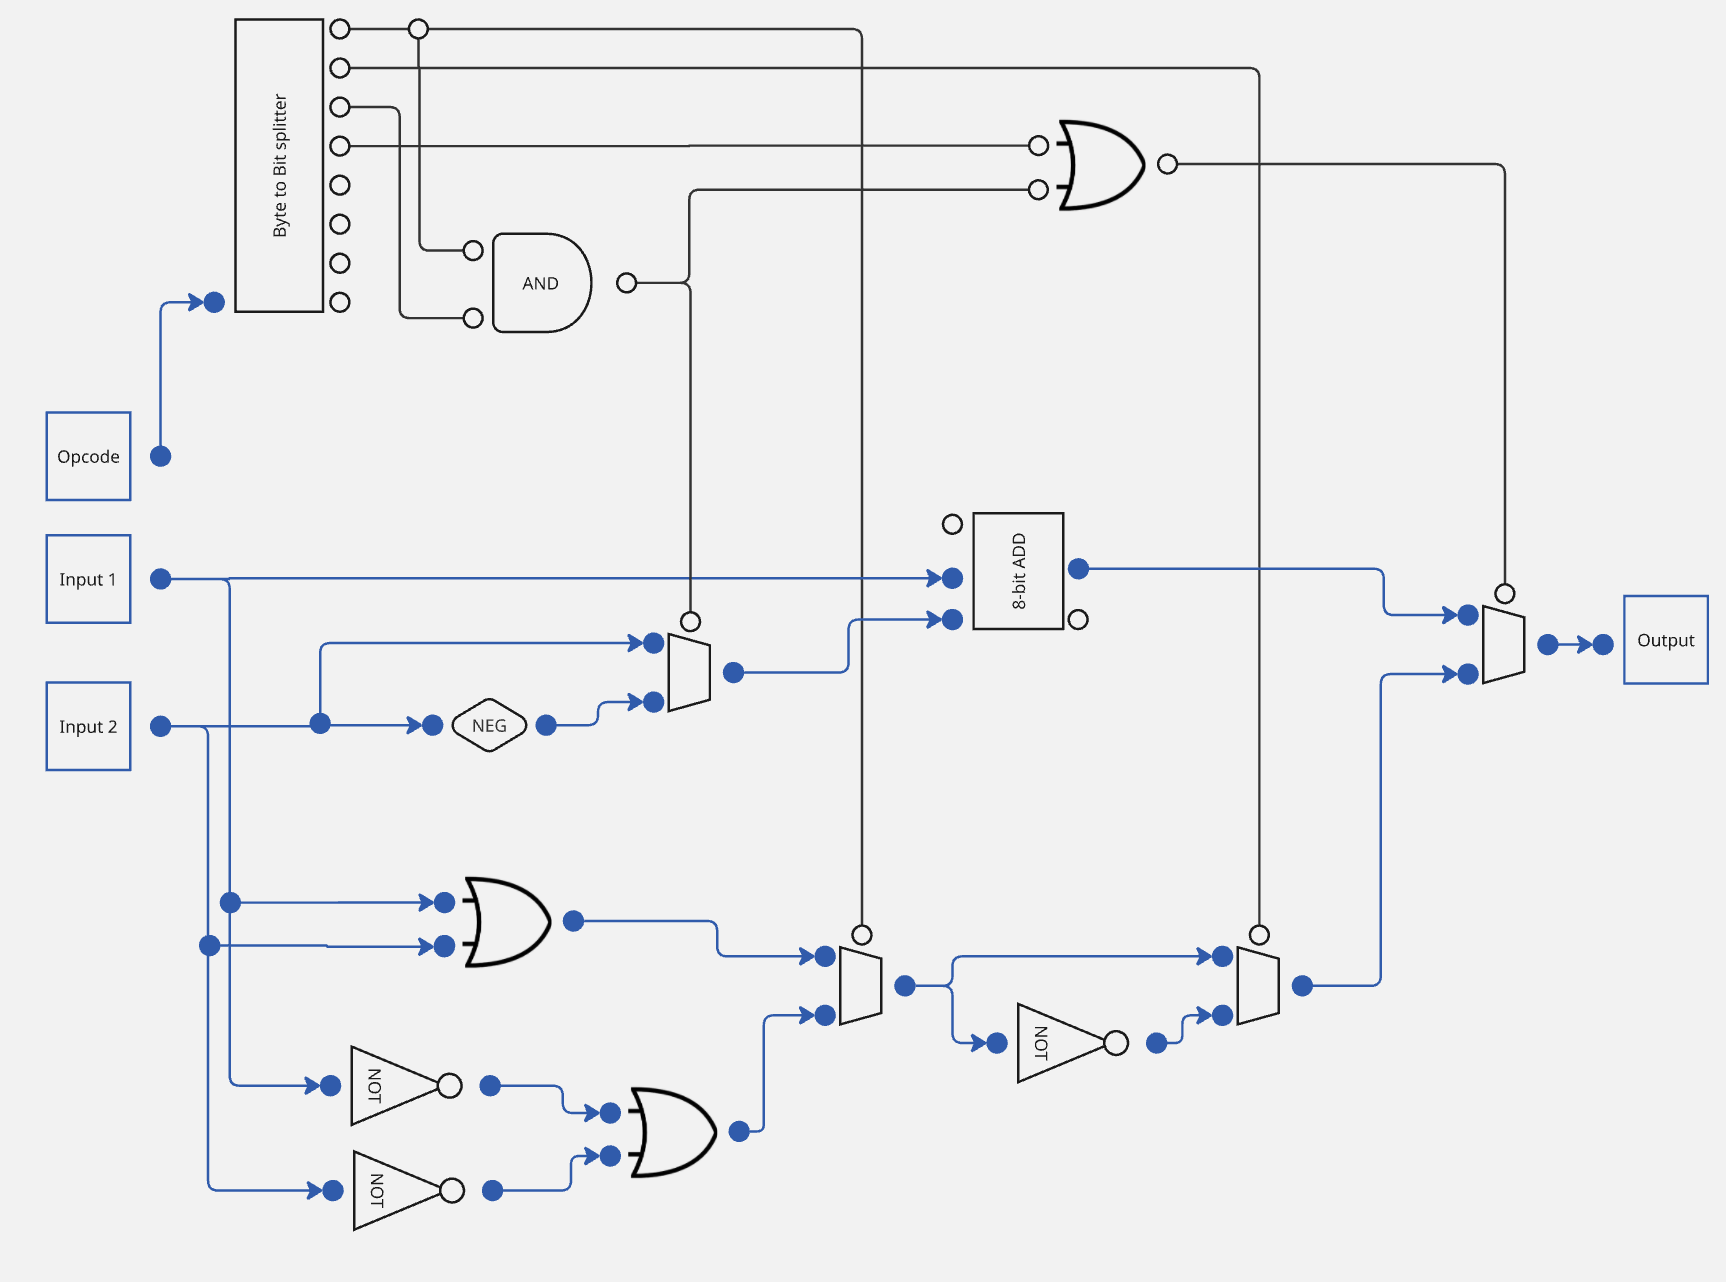 Byte to Bit splitter
AND
Opcode
Input 1
8-bit ADD
Output
Input 2
NEG
NOT
NOT
NOT